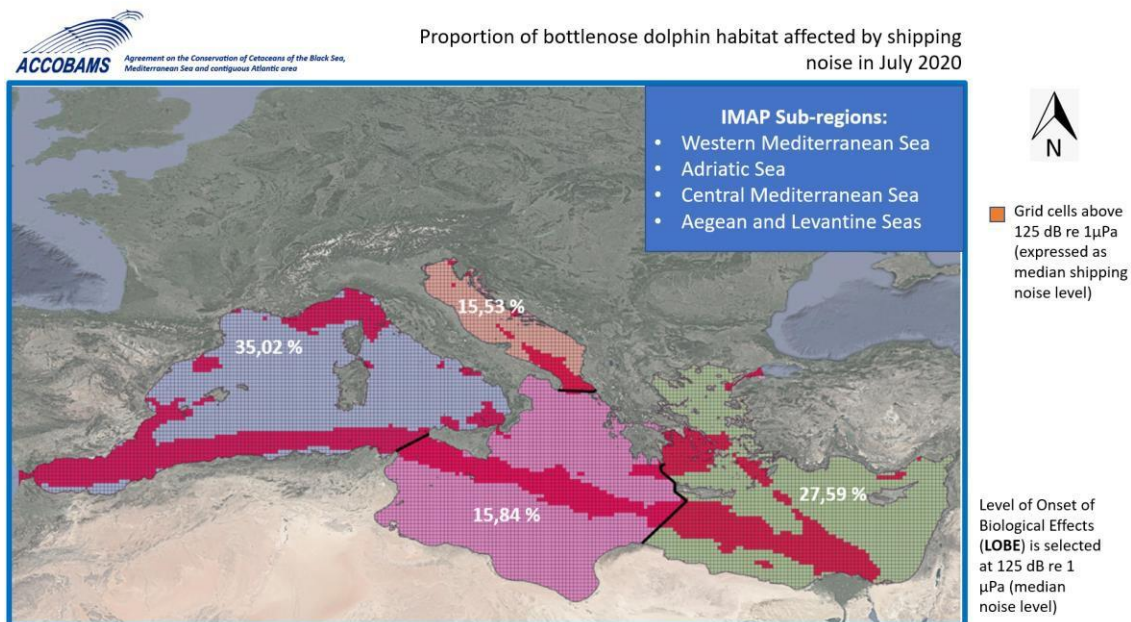 ACCOBAMS
Agreement on the Conservation of Cetaceans of the Black Sea,
Mediterranean Sea and contiguous Atlantic area
Proportion of bottlenose dolphin habitat affected by shipping
noise in July 2020
IMAP Sub-regions:
• Western Mediterranean Sea
• Adriatic Sea
• Central Mediterranean Sea
• Aegean and Levantine Seas
N
Grid cells above
125 dB re 1µPa
(expressed as
median shipping
noise level)
15,53 %
35,02 %
27,59 %
15,84 %
Level of Onset of
Biological Effects
(LOBE) is selected
at 125 dB re 1
µPa (median
noise level)